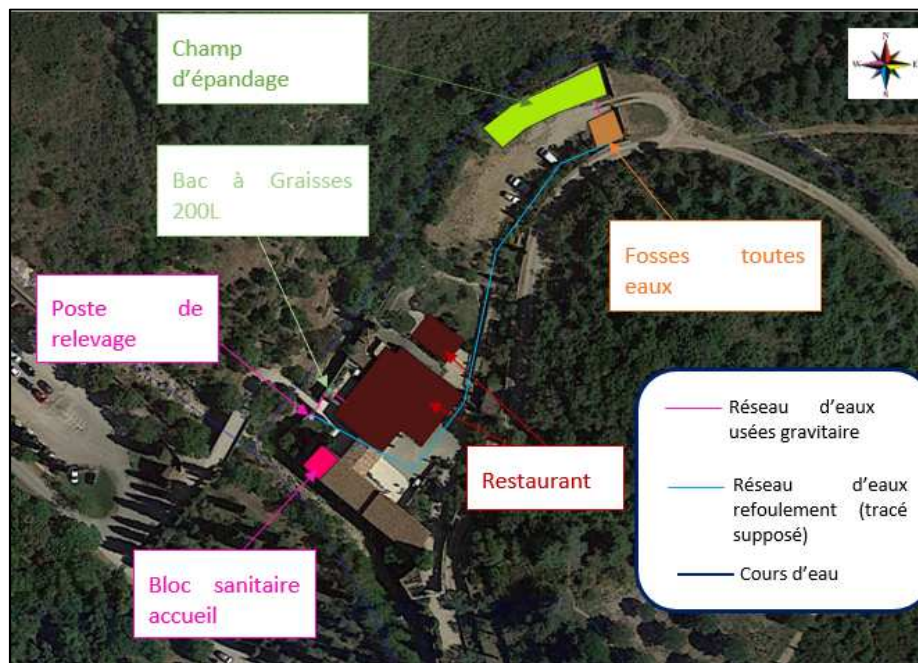 Champ
d'épandage
N
W
E
S
Bac à Graisses
200L
Fosses toutes
eaux
Poste de
relevage
Réseau d'eaux
usées gravitaire
Restaurant
Réseau d'eaux
refoulement (tracé
supposé)
Cours d'eau
Bloc sanitaire
accueil